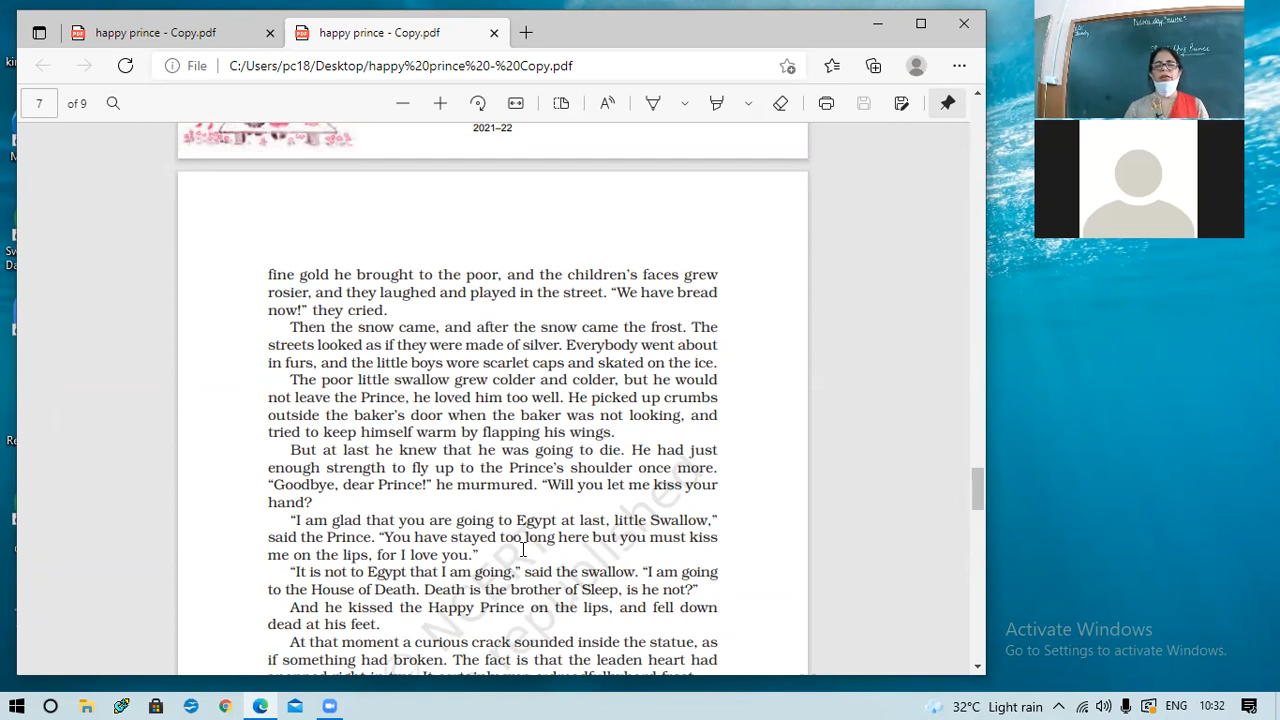 happy prince - Copy.pdf
happy prince - Copy.pdf
File C:/Users/pc18/Desktop/happy%20prince%20-%20Copy.pdf
7 of 9
2021–22
fine gold he brought to the poor, and the children’s faces grew
rosier, and they laughed and played in the street. “We have bread
now!” they cried.
Then the snow came, and after the snow came the frost. The
streets looked as if they were made of silver. Everybody went about
in furs, and the little boys wore scarlet caps and skated on the ice.
The poor little swallow grew colder and colder, but he would
not leave the Prince, he loved him too well. He picked up crumbs
outside the baker’s door when the baker was not looking, and
tried to keep himself warm by flapping his wings.
But at last he knew that he was going to die. He had just
enough strength to fly up to the Prince’s shoulder once more.
“Goodbye, dear Prince!” he murmured. “Will you let me kiss your
hand?
“I am glad that you are going to Egypt at last, little Swallow,”
said the Prince. “You have stayed too long here but you must kiss
me on the lips, for I love you.”
“It is not to Egypt that I am going,” said the swallow. “I am going
to the House of Death. Death is the brother of Sleep, is he not?”
And he kissed the Happy Prince on the lips, and fell down
dead at his feet.
At that moment a curious crack sounded inside the statue, as
if something had broken. The fact is that the leaden heart had
Prince
Activate Windows
Go to Settings to activate Windows.
32°C Light rain
ENG
10:32